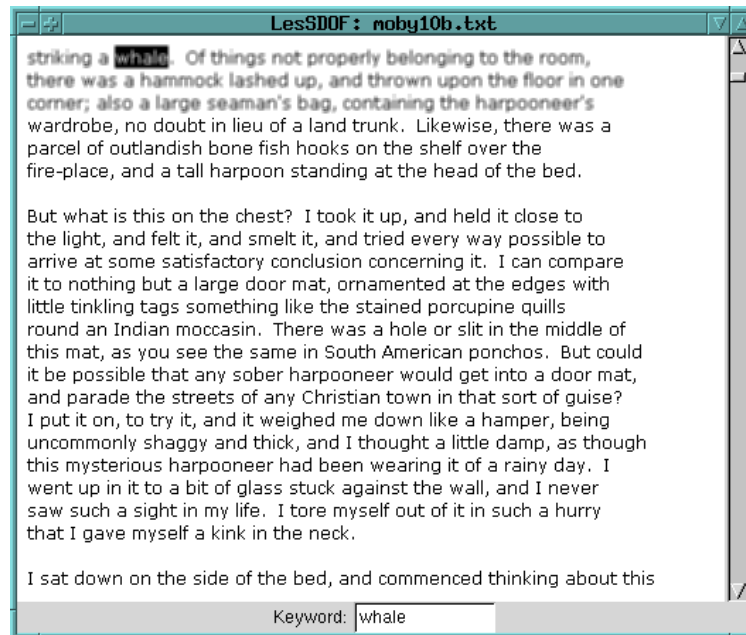 LesSDOF: moby10b.txt
striking a whale.  Of things not properly belonging to the room,
there was a hammock lashed up, and thrown upon the floor in one
corner; also a large seaman's bag, containing the harpooneer's
wardrobe, no doubt in lieu of a land trunk.  Likewise, there was a
parcel of outlandish bone fish hooks on the shelf over the
fire-place, and a tall harpoon standing at the head of the bed.
But what is this on the chest?  I took it up, and held it close to
the light, and felt it, and smelt it, and tried every way possible to
arrive at some satisfactory conclusion concerning it.  I can compare
it to nothing but a large door mat, ornamented at the edges with
little tinkling tags something like the stained porcupine quills
round an Indian moccasin.  There was a hole or slit in the middle of
this mat, as you see the same in South American ponchos.  But could
it be possible that any sober harpooneer would get into a door mat,
and parade the streets of any Christian town in that sort of guise?
I put it on, to try it, and it weighed me down like a hamper, being
uncommonly shaggy and thick, and I thought a little damp, as though
this mysterious harpooneer had been wearing it of a rainy day.  I
went up in it to a bit of glass stuck against the wall, and I never
saw such a sight in my life.  I tore myself out of it in such a hurry
that I gave myself a kink in the neck.
I sat down on the side of the bed, and commenced thinking about this
Keyword: whale